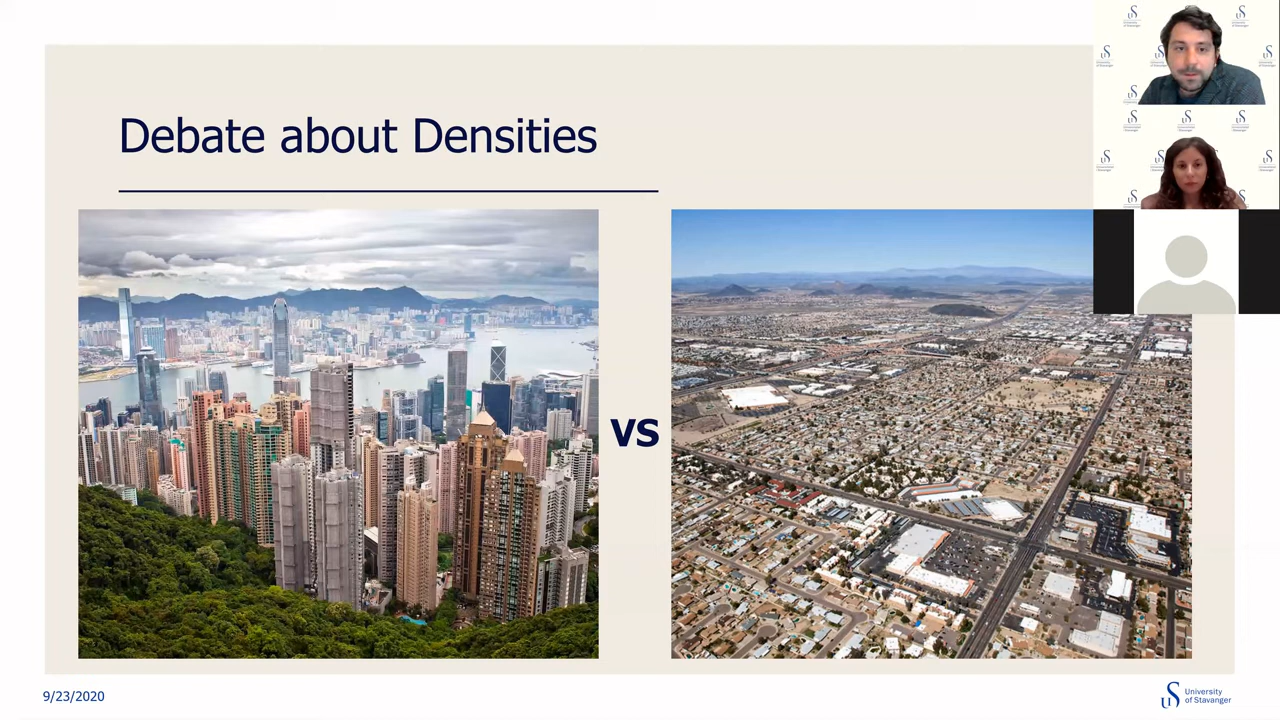 Debate about Densities
VS
9/23/2020
University
of Stavanger